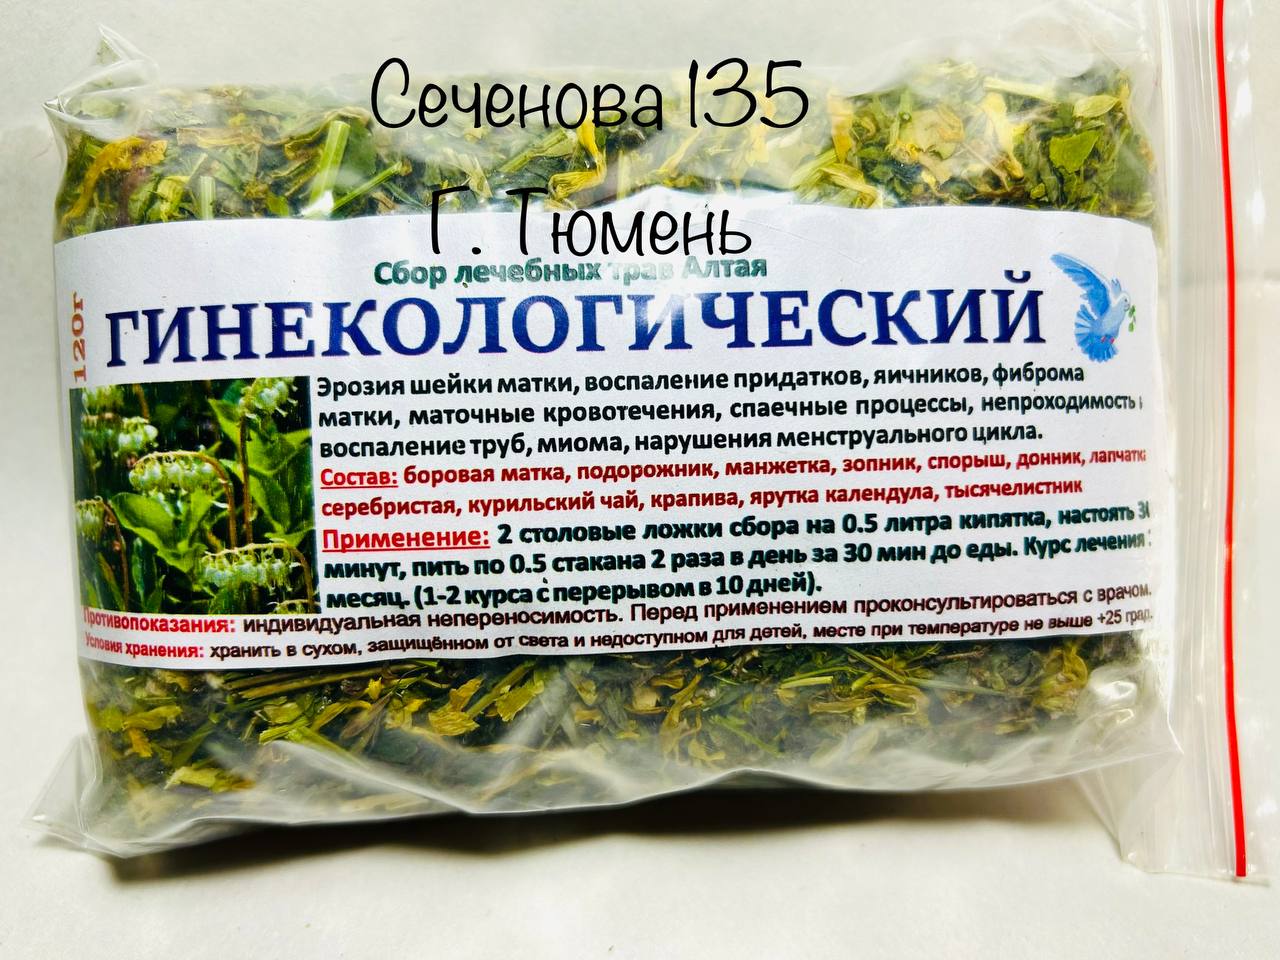 Сеченова 135
Г. Тюмень
Сбор лечебных трав Алтая
120г
ГИНЕКОЛОГИЧЕСКИЙ
Эрозия шейки матки, воспаление придатков, яичников, фиброма
матки, маточные кровотечения, спаечные процессы, непроходимость
воспаление труб, миома, нарушения менструального цикла.
Состав: боровая матка, подорожник, манжетка, зопник, спорыш, донник, лапчатка
серебристая, курильский чай, крапива, ярутка календула, тысячелистник
Применение: 2 столовые ложки сбора на 0.5 литра кипятка, настоять
минут, пить по 0.5 стакана 2 раза в день за 30 мин до еды. Курс лечения
месяц. (1-2 курса с перерывом в 10 дней).
Противопоказания: индивидуальная непереносимость. Перед применением проконсультироваться с врачом.
Условия хранения: хранить в сухом, защищённом от света и недоступном для детей, месте при температуре не выше +25 град.